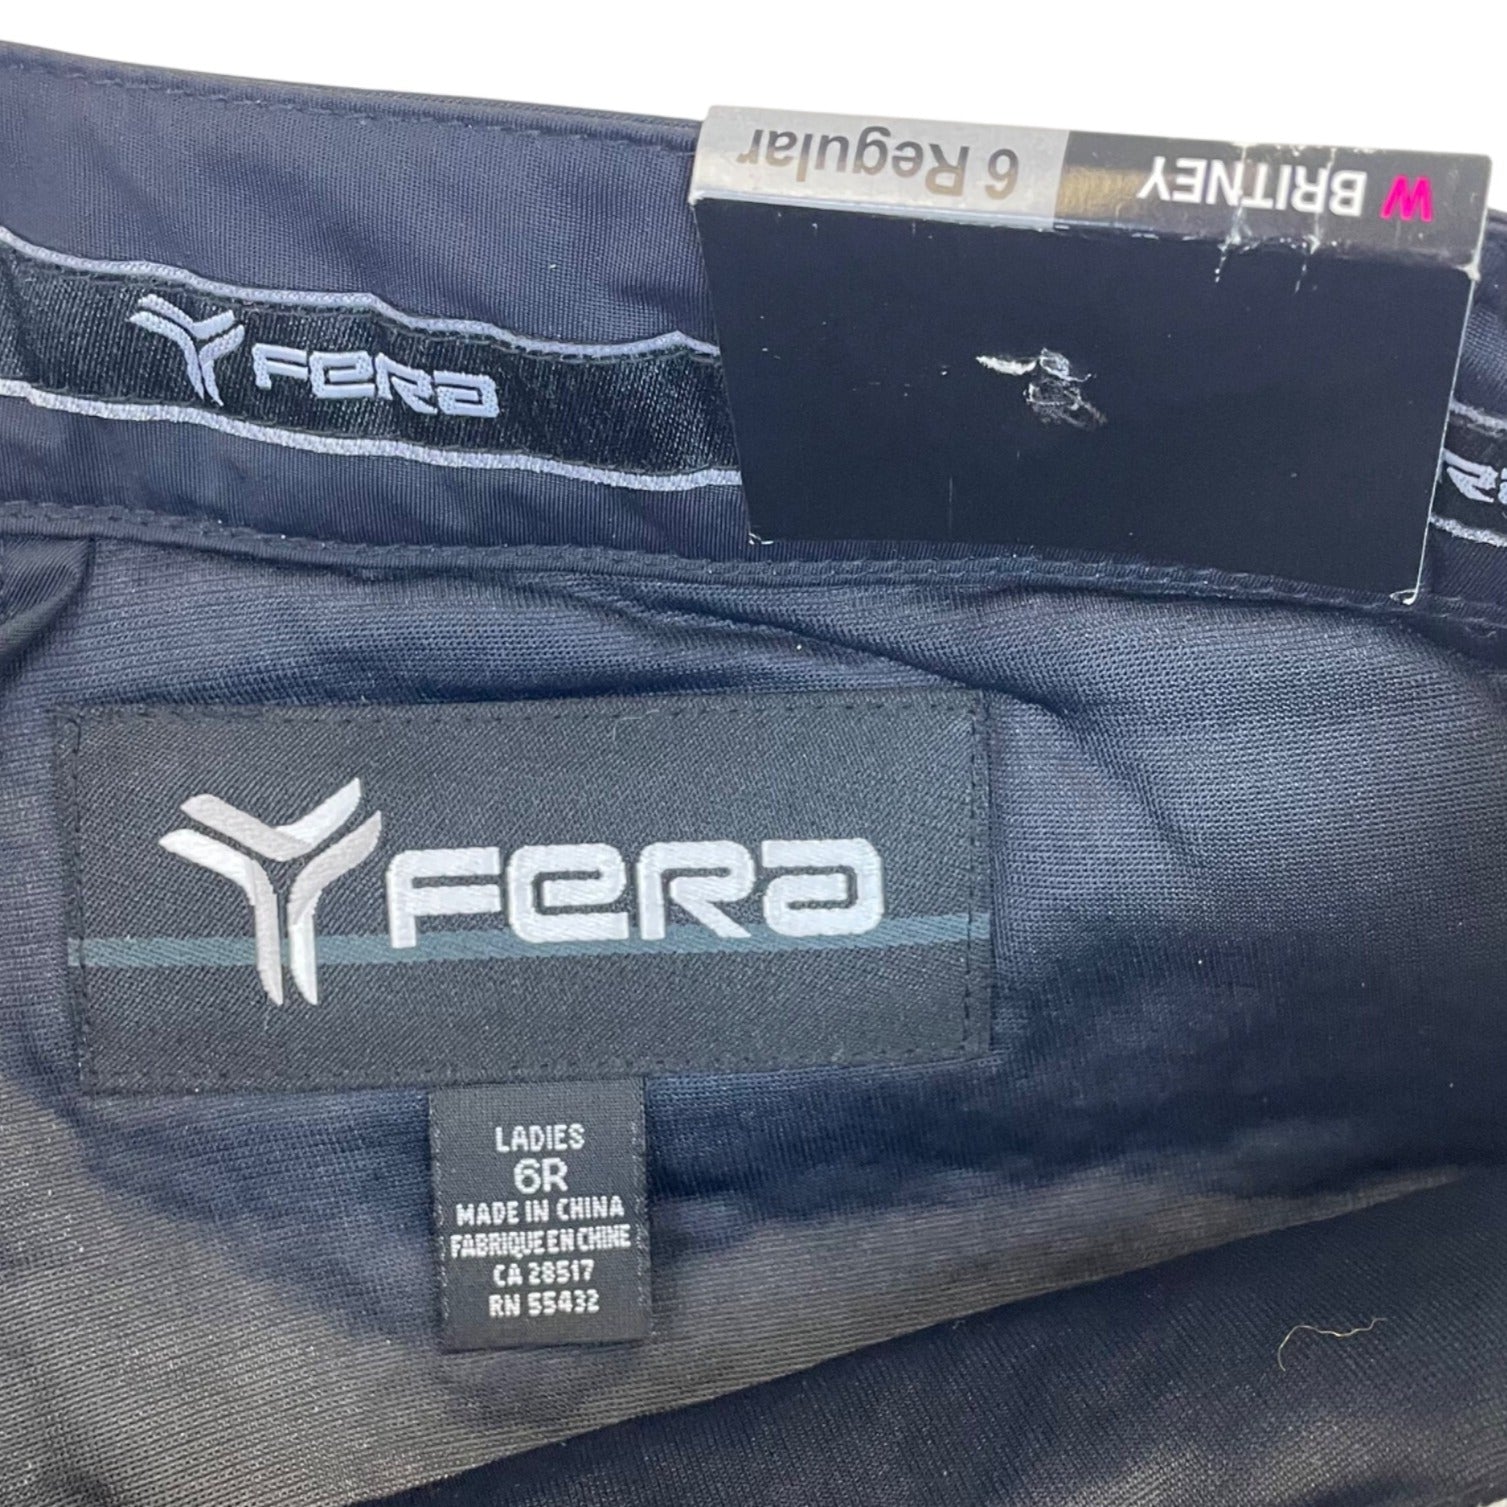 W BRITNEY 6 Regular
FERA
FERA
LADIES
6R
MADE IN CHINA
FABRIQUE EN CHINE
CA 28517
RN 55432